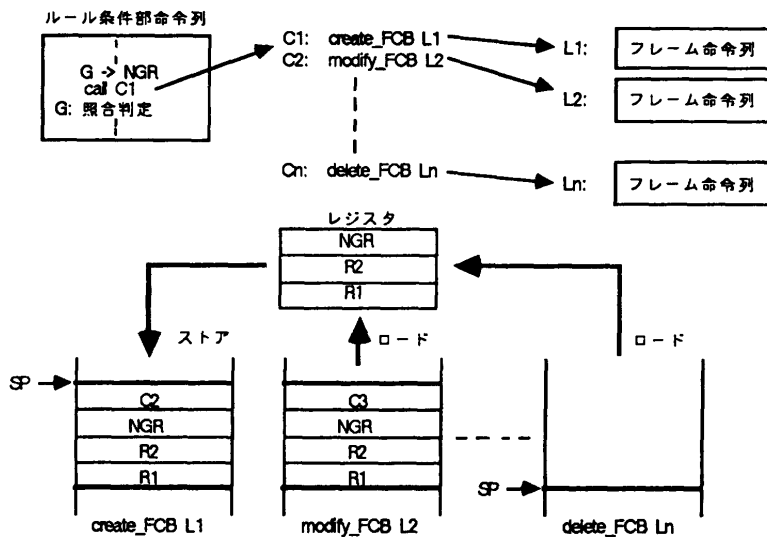 ルール条件部命令列
G -> NGR
call C1
G: 照合判定
C1: create_FCB L1
C2: modify_FCB L2
Cn: delete_FCB Ln
L1: フレーム命令列
L2: フレーム命令列
Ln: フレーム命令列
レジスタ
NGR
R2
R1
ストア
ロード
ロード
SP
C2
NGR
R2
R1
create_FCB L1
C3
NGR
R2
R1
modify_FCB L2
SP
delete_FCB Ln